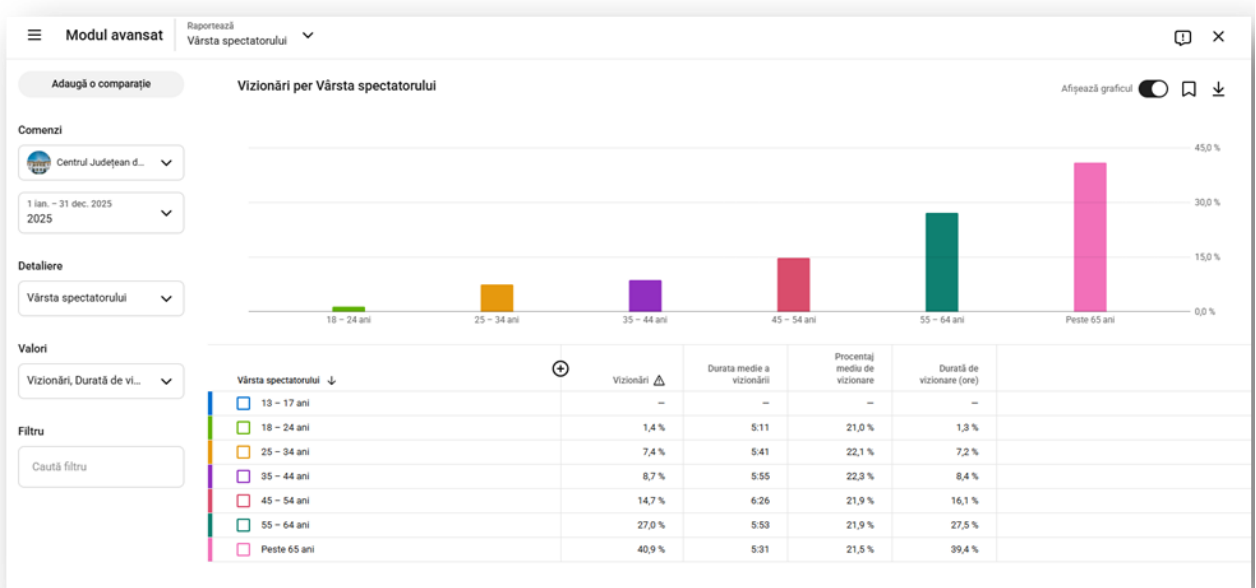 Modul avansat
Raportează
Vârsta spectatorului
Adaugă o comparație
Comenzi
Centrul Județean d...
1 ian. – 31 dec. 2025
2025
Detaliere
Vârsta spectatorului
Valori
Vizionări, Durată de vi...
Filtru
Caută filtru
Vizionări per Vârsta spectatorului
Afișează graficul
45,0 %
30,0 %
15,0 %
0,0 %
18 – 24 ani 25 – 34 ani 35 – 44 ani 45 – 54 ani 55 – 64 ani Peste 65 ani
Vârsta spectatorului Vizionări Durata medie a vizionării Procentaj mediu de vizionare Durată de vizionare (ore)
13 – 17 ani – – – –
18 – 24 ani 1,4 % 5:11 21,0 % 1,3 %
25 – 34 ani 7,4 % 5:41 22,1 % 7,2 %
35 – 44 ani 8,7 % 5:55 22,3 % 8,4 %
45 – 54 ani 14,7 % 6:26 21,9 % 16,1 %
55 – 64 ani 27,0 % 5:53 21,9 % 27,5 %
Peste 65 ani 40,9 % 5:31 21,5 % 39,4 %